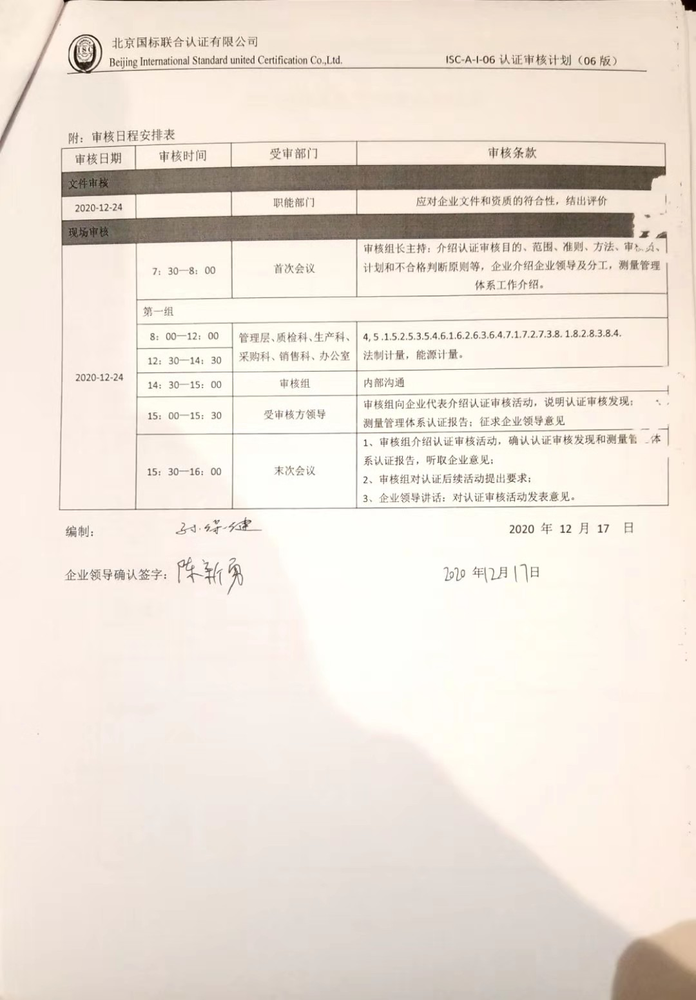 ISC
北京国标联合认证有限公司
Beijing International Standard united Certification Co.,Ltd.
ISC-A-I-06 认证审核计划（06 版）
附：审核日程安排表
审核日期 审核时间 受审部门 审核条款
文件审核
2020-12-24 职能部门 应对企业文件和资质的符合性，结出评价
现场审核
2020-12-24
7：30—8：00 首次会议
审核组长主持：介绍认证审核目的、范围、准则、方法、审
计划和不合格判断原则等，企业介绍企业领导及分工，测量管理
体系工作介绍。
第一组
8：00—12：00
12：30—14：30
管理层、质检科、生产科、
采购科、销售科、办公室
4, 5 .1.5.2.5.3.5.4.6.1.6.2.6.3.6.4.7.1.7.2.7.3.8. 1.8.2.8.3.8.4.
法制计量，能源计量。
14：30—15：00 审核组 内部沟通
15：00—15：30 受审核方领导
审核组向企业代表介绍认证审核活动，说明认证审核发现；
测量管理体系认证报告；征求企业领导意见
15：30—16：00 末次会议
1、审核组介绍认证审核活动，确认认证审核发现和测量管 体
系认证报告，听取企业意见；
2、审核组对认证后续活动提出要求；
3、企业领导讲话：对认证审核活动发表意见。
编制： 2020 年 12 月 17 日
企业领导确认签字：陈新勇 2020 年12月17日